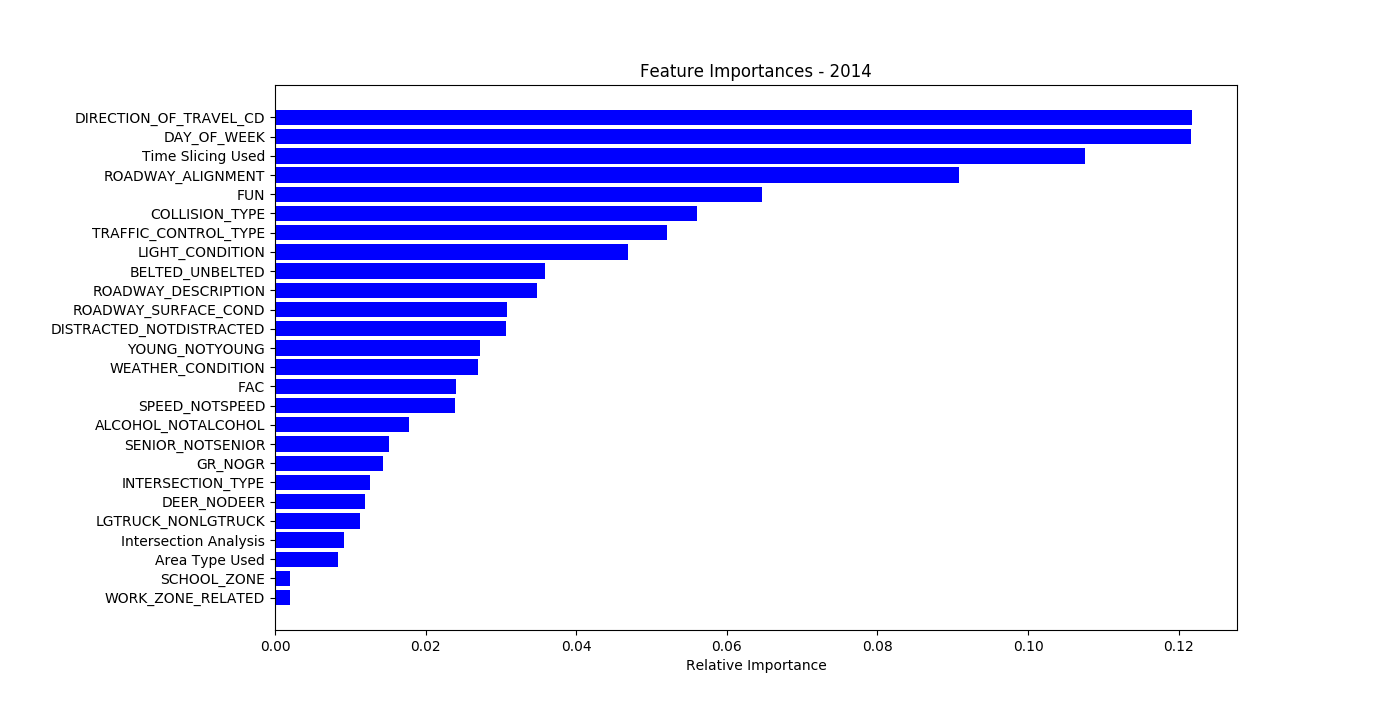 Feature Importances - 2014
DIRECTION_OF_TRAVEL_CD
DAY_OF_WEEK
Time Slicing Used
ROADWAY_ALIGNMENT
FUN
COLLISION_TYPE
TRAFFIC_CONTROL_TYPE
LIGHT_CONDITION
BELTED_UNBELTED
ROADWAY_DESCRIPTION
ROADWAY_SURFACE_COND
DISTRACTED_NOTDISTRACTED
YOUNG_NOTYOUNG
WEATHER_CONDITION
FAC
SPEED_NOTSPEED
ALCOHOL_NOTALCOHOL
SENIOR_NOTSENIOR
GR_NOGR
INTERSECTION_TYPE
DEER_NODEER
LGTRUCK_NONLGTRUCK
Intersection Analysis
Area Type Used
SCHOOL_ZONE
WORK_ZONE_RELATED
0.00 0.02 0.04 0.06 0.08 0.10 0.12
Relative Importance